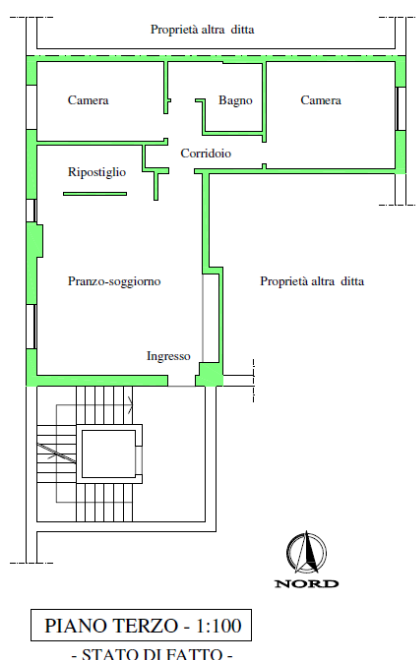 Proprietà altra ditta
Camera
Bagno
Camera
Corridoio
Ripostiglio
Pranzo-soggiorno
Proprietà altra ditta
Ingresso
NORD
PIANO TERZO - 1:100
- STATO DI FATTO -